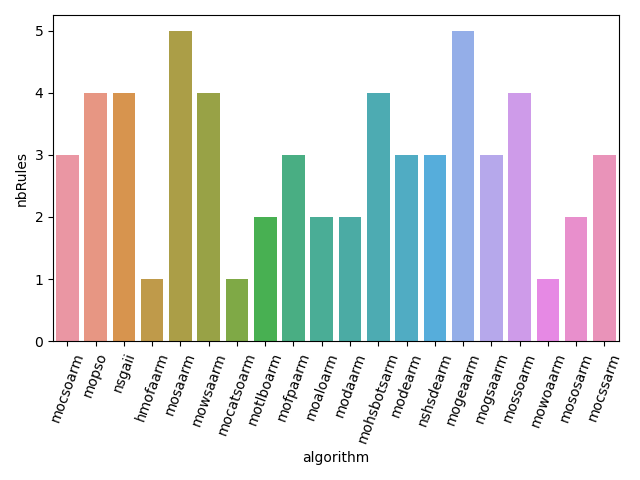 5
4
3
2
1
0
nbRules
mocsoarm
mopso
nsgaii
hmofaarm
mosaarm
mowsaarm
mocatsoarm
motlboarm
mofpaarm
moaloarm
modaarm
mohsbotsarm
modearm
nshsdearm
mogeaarm
mogsaarm
mossoarm
mowoaarm
mososarm
mocssarm
algorithm